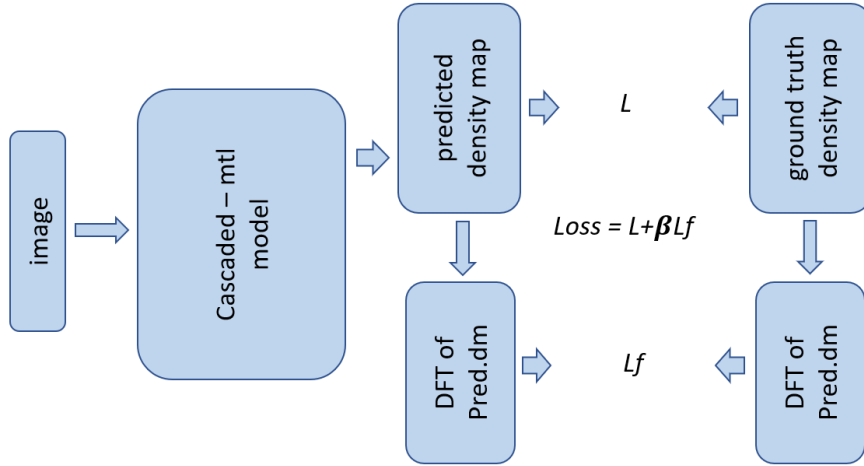 image
Cascaded – mtl
model
predicted
density map
L
ground truth
density map
Loss = L+βLf
DFT of
Pred.dm
Lf
DFT of
Pred.dm